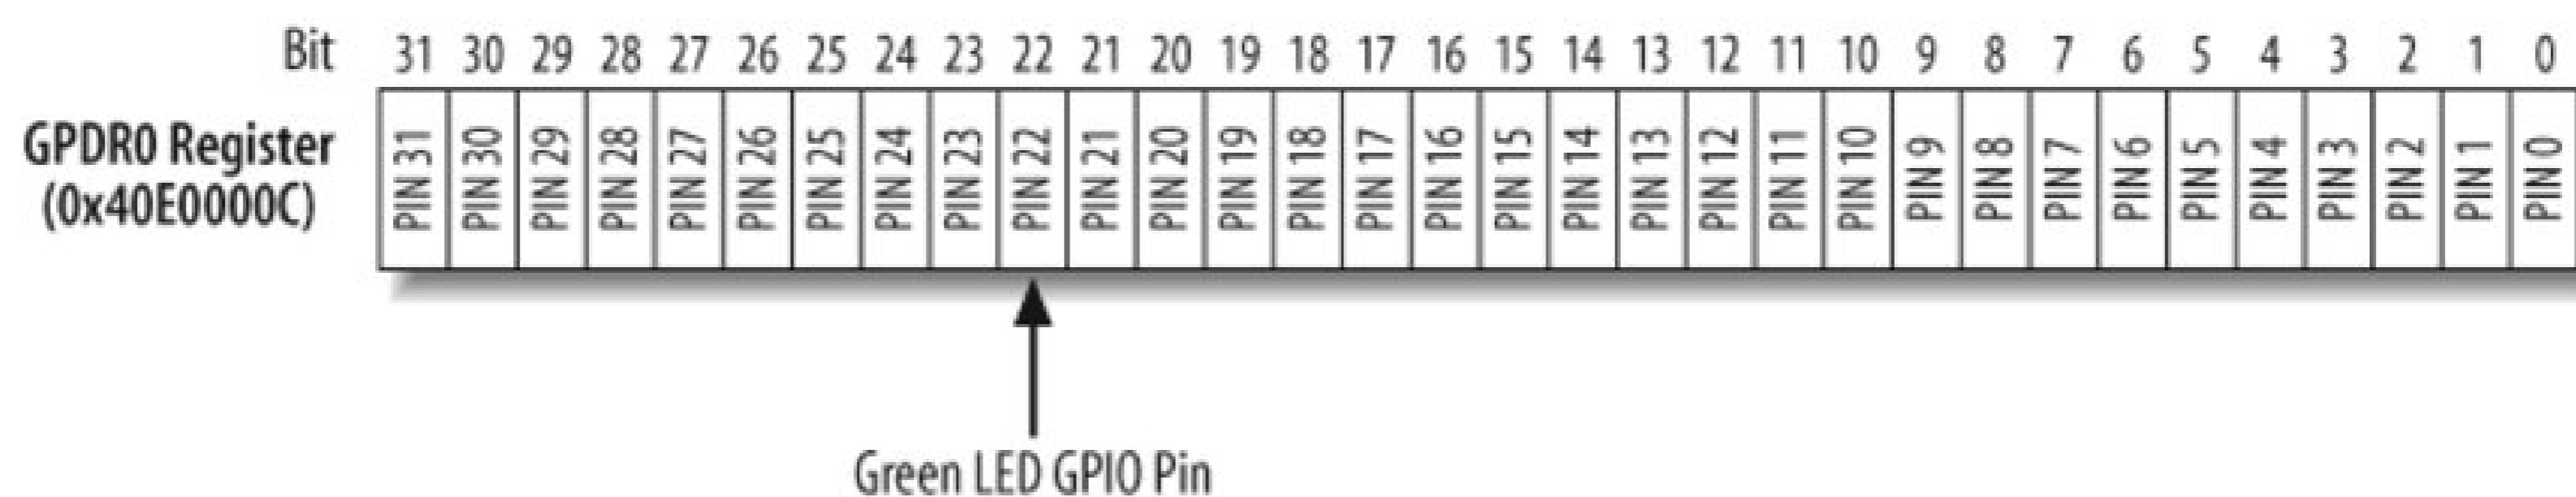 Bit 31 30 29 28 27 26 25 24 23 22 21 20 19 18 17 16 15 14 13 12 11 10 9 8 7 6 5 4 3 2 1 0
GPDR0 Register
(0x40E0000C)
PIN 31 PIN 30 PIN 29 PIN 28 PIN 27 PIN 26 PIN 25 PIN 24 PIN 23 PIN 22 PIN 21 PIN 20 PIN 19 PIN 18 PIN 17 PIN 16 PIN 15 PIN 14 PIN 13 PIN 12 PIN 11 PIN 10 PIN 9 PIN 8 PIN 7 PIN 6 PIN 5 PIN 4 PIN 3 PIN 2 PIN 1 PIN 0
Green LED GPIO Pin